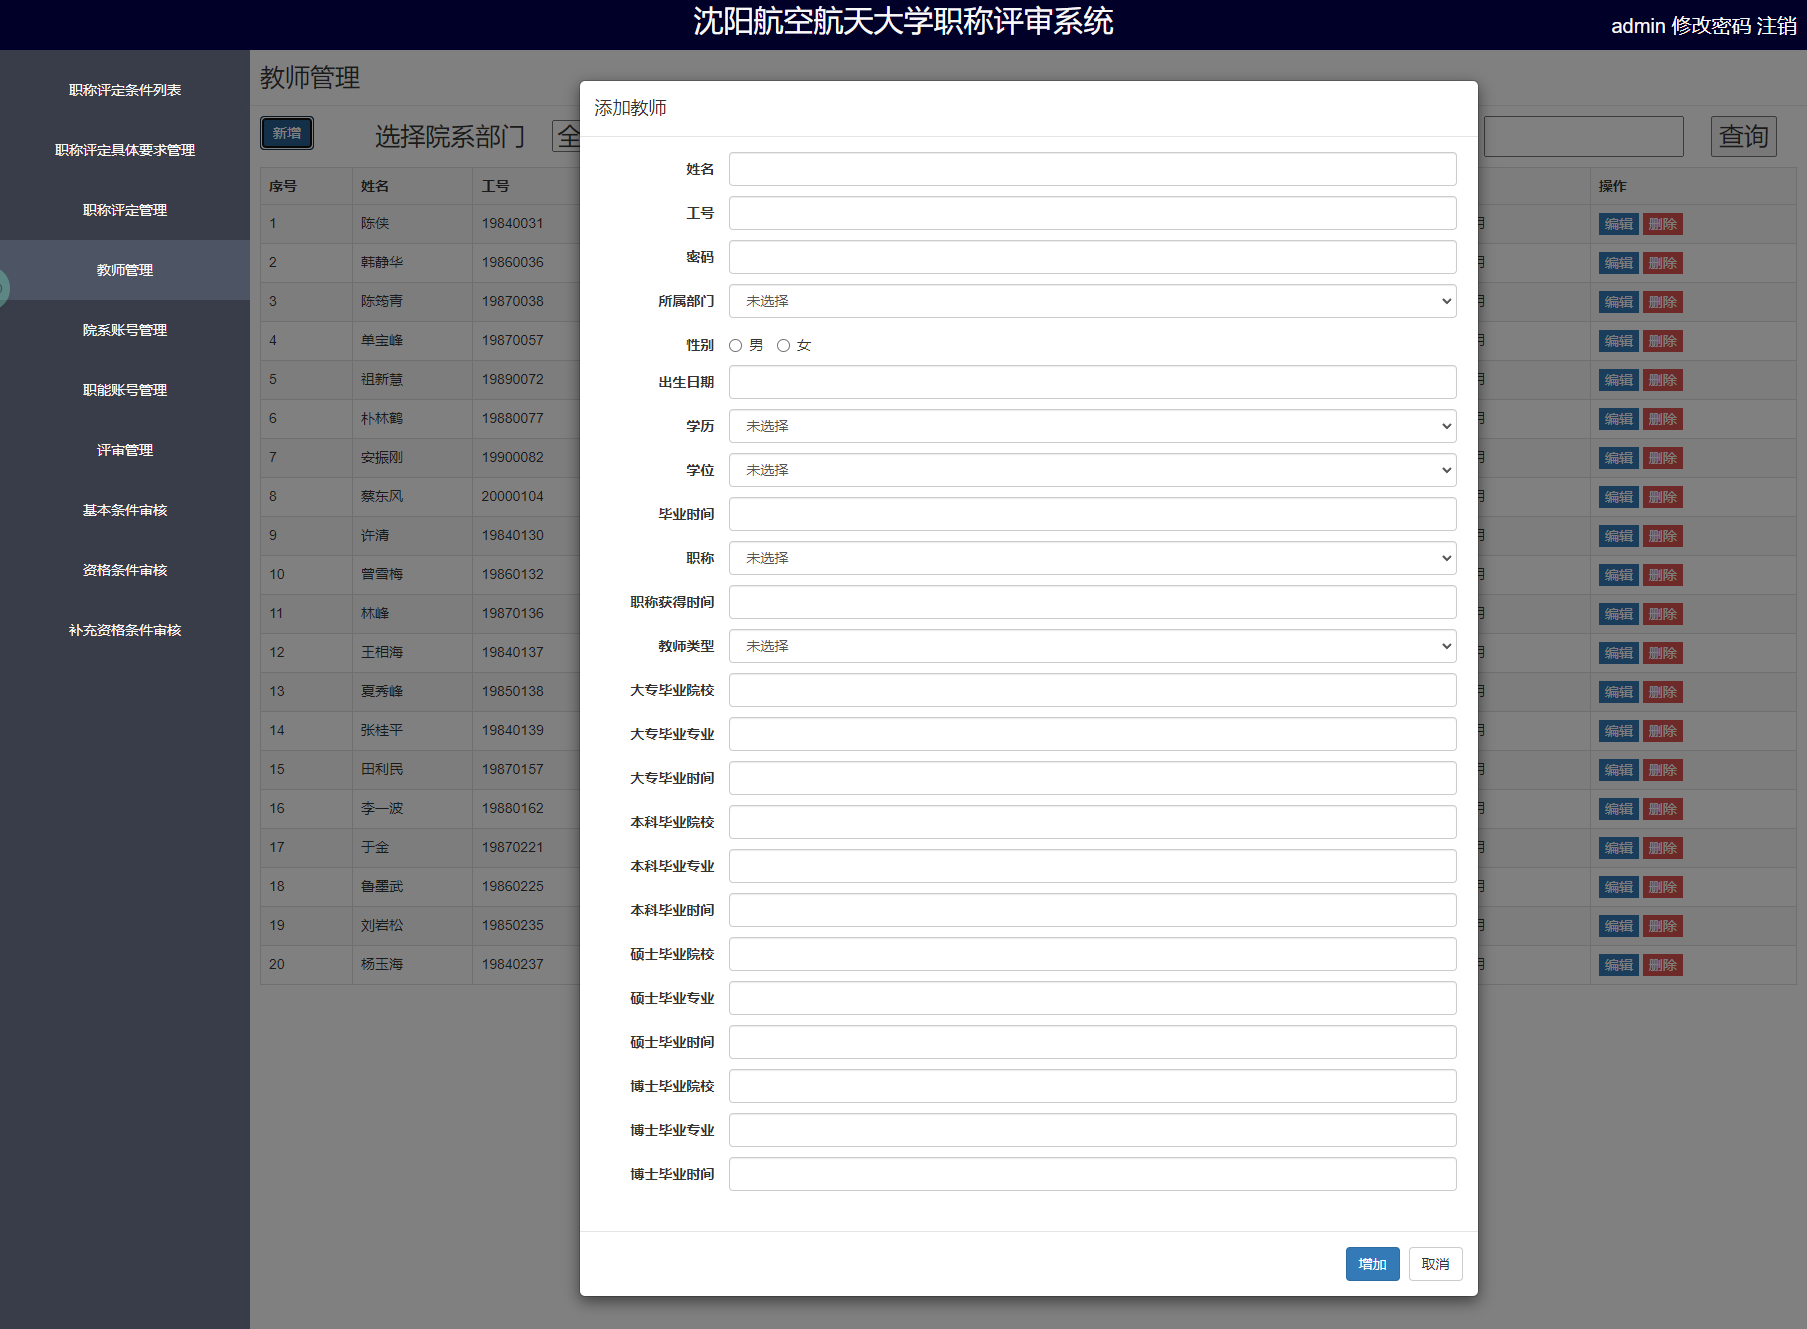 沈阳航空航天大学职称评审系统
admin 修改密码 注销
职称评定条件列表
职称评定具体要求管理
职称评定管理
教师管理
院系账号管理
职能账号管理
评审管理
基本条件审核
资格条件审核
补充资格条件审核
教师管理
新增 选择院系部门 全 查询
序号 姓名 工号 操作
1 陈侠 19840031 编辑 删除
2 韩静华 19860036 编辑 删除
3 陈筠青 19870038 编辑 删除
4 单宝峰 19870057 编辑 删除
5 祖新慧 19890072 编辑 删除
6 朴林鹤 19880077 编辑 删除
7 安振刚 19900082 编辑 删除
8 蔡东风 20000104 编辑 删除
9 许清 19840130 编辑 删除
10 曾雪梅 19860132 编辑 删除
11 林峰 19870136 编辑 删除
12 王相海 19840137 编辑 删除
13 夏秀峰 19850138 编辑 删除
14 张桂平 19840139 编辑 删除
15 田利民 19870157 编辑 删除
16 李一波 19880162 编辑 删除
17 于金 19870221 编辑 删除
18 鲁墨武 19860225 编辑 删除
19 刘岩松 19850235 编辑 删除
20 杨玉海 19840237 编辑 删除
添加教师
姓名
工号
密码
所属部门 未选择
性别 男 女
出生日期
学历 未选择
学位 未选择
毕业时间
职称 未选择
职称获得时间
教师类型 未选择
大专毕业院校
大专毕业专业
大专毕业时间
本科毕业院校
本科毕业专业
本科毕业时间
硕士毕业院校
硕士毕业专业
硕士毕业时间
博士毕业院校
博士毕业专业
博士毕业时间
增加 取消